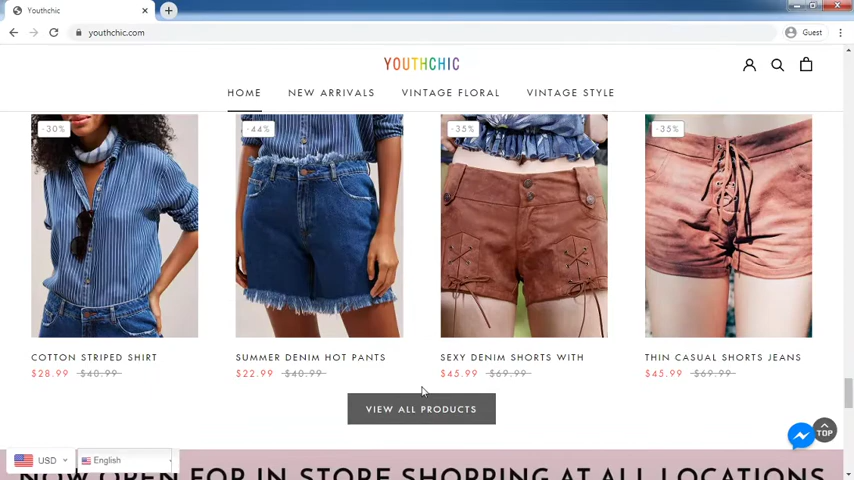 Youthchic
youthchic.com
Guest
YOUTHCHIC
HOME NEW ARRIVALS VINTAGE FLORAL VINTAGE STYLE
-30% -44% -35% -35%
COTTON STRIPED SHIRT SUMMER DENIM HOT PANTS SEXY DENIM SHORTS WITH THIN CASUAL SHORTS JEANS
$28.99 $40.99 $22.99 $40.99 $45.99 $69.99 $45.99 $69.99
VIEW ALL PRODUCTS
TOP
USD English
NOW OPEN FOR IN STORE SHOPPING AT ALL LOCATIONS